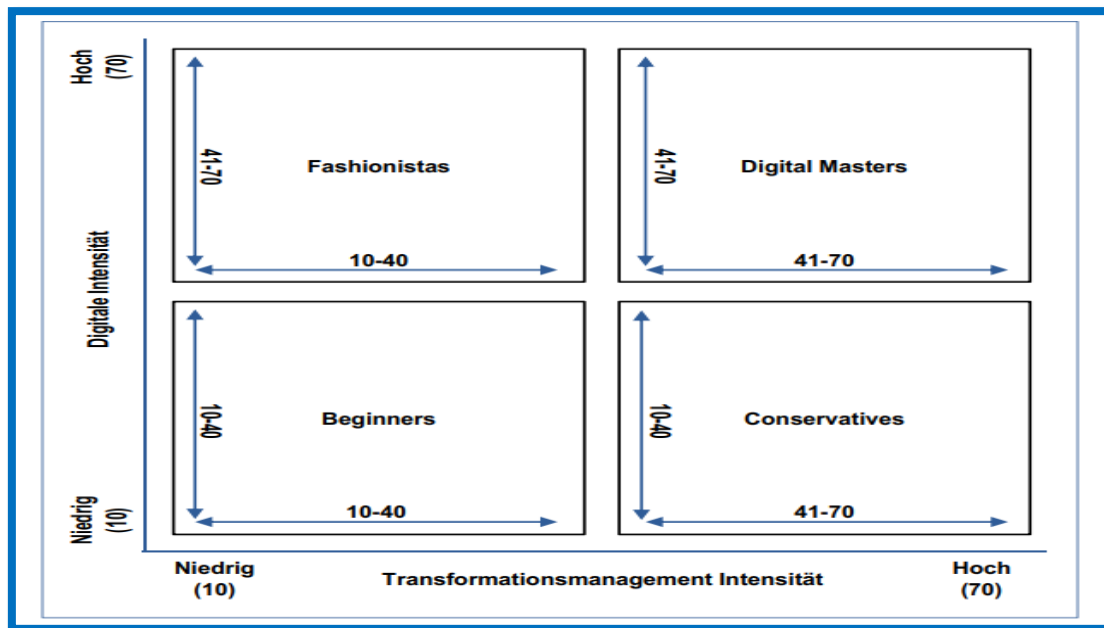 Hoch
(70)
41-70
Fashionistas
10-40
41-70
Digital Masters
41-70
Digitale Intensität
10-40
Beginners
10-40
10-40
Conservatives
41-70
Niedrig
(10)
Niedrig
(10)
Transformationsmanagement Intensität
Hoch
(70)